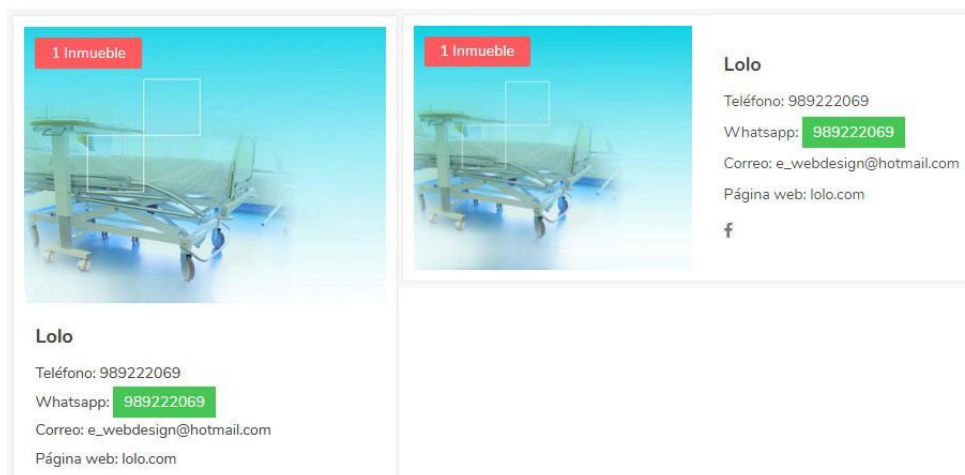 1 Inmueble
Lolo
Teléfono: 989222069
Whatsapp: 989222069
Correo: e_webdesign@hotmail.com
Página web: lolo.com
1 Inmueble
Lolo
Teléfono: 989222069
Whatsapp: 989222069
Correo: e_webdesign@hotmail.com
Página web: lolo.com